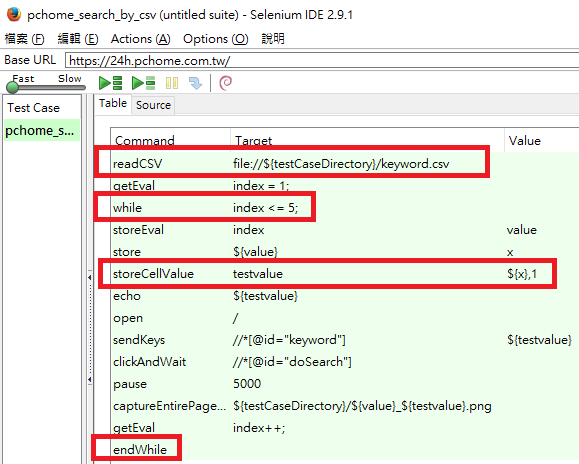 pchome_search_by_csv (untitled suite) - Selenium IDE 2.9.1
檔案 (F) 編輯 (E) Actions (A) Options (O) 說明
Base URL https://24h.pchome.com.tw/
Fast Slow
Test Case
pchome_s...
Table Source
Command Target Value
readCSV file://${testCaseDirectory}/keyword.csv
getEval index = 1;
while index <= 5;
storeEval index value
store ${value} x
storeCellValue testvalue ${x},1
echo ${testvalue}
open /
sendKeys //*[@id="keyword"] ${testvalue}
clickAndWait //*[@id="doSearch"]
pause 5000
captureEntirePage... ${testCaseDirectory}/${value}_${testvalue}.png
getEval index++;
endWhile